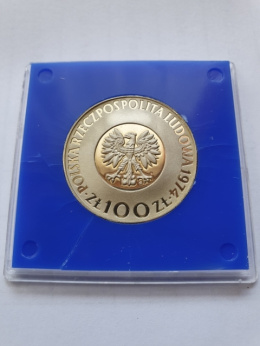 POLSKA RZECZPOSPOLITA LUDOWA 1974
ZŁ 100 ZŁ